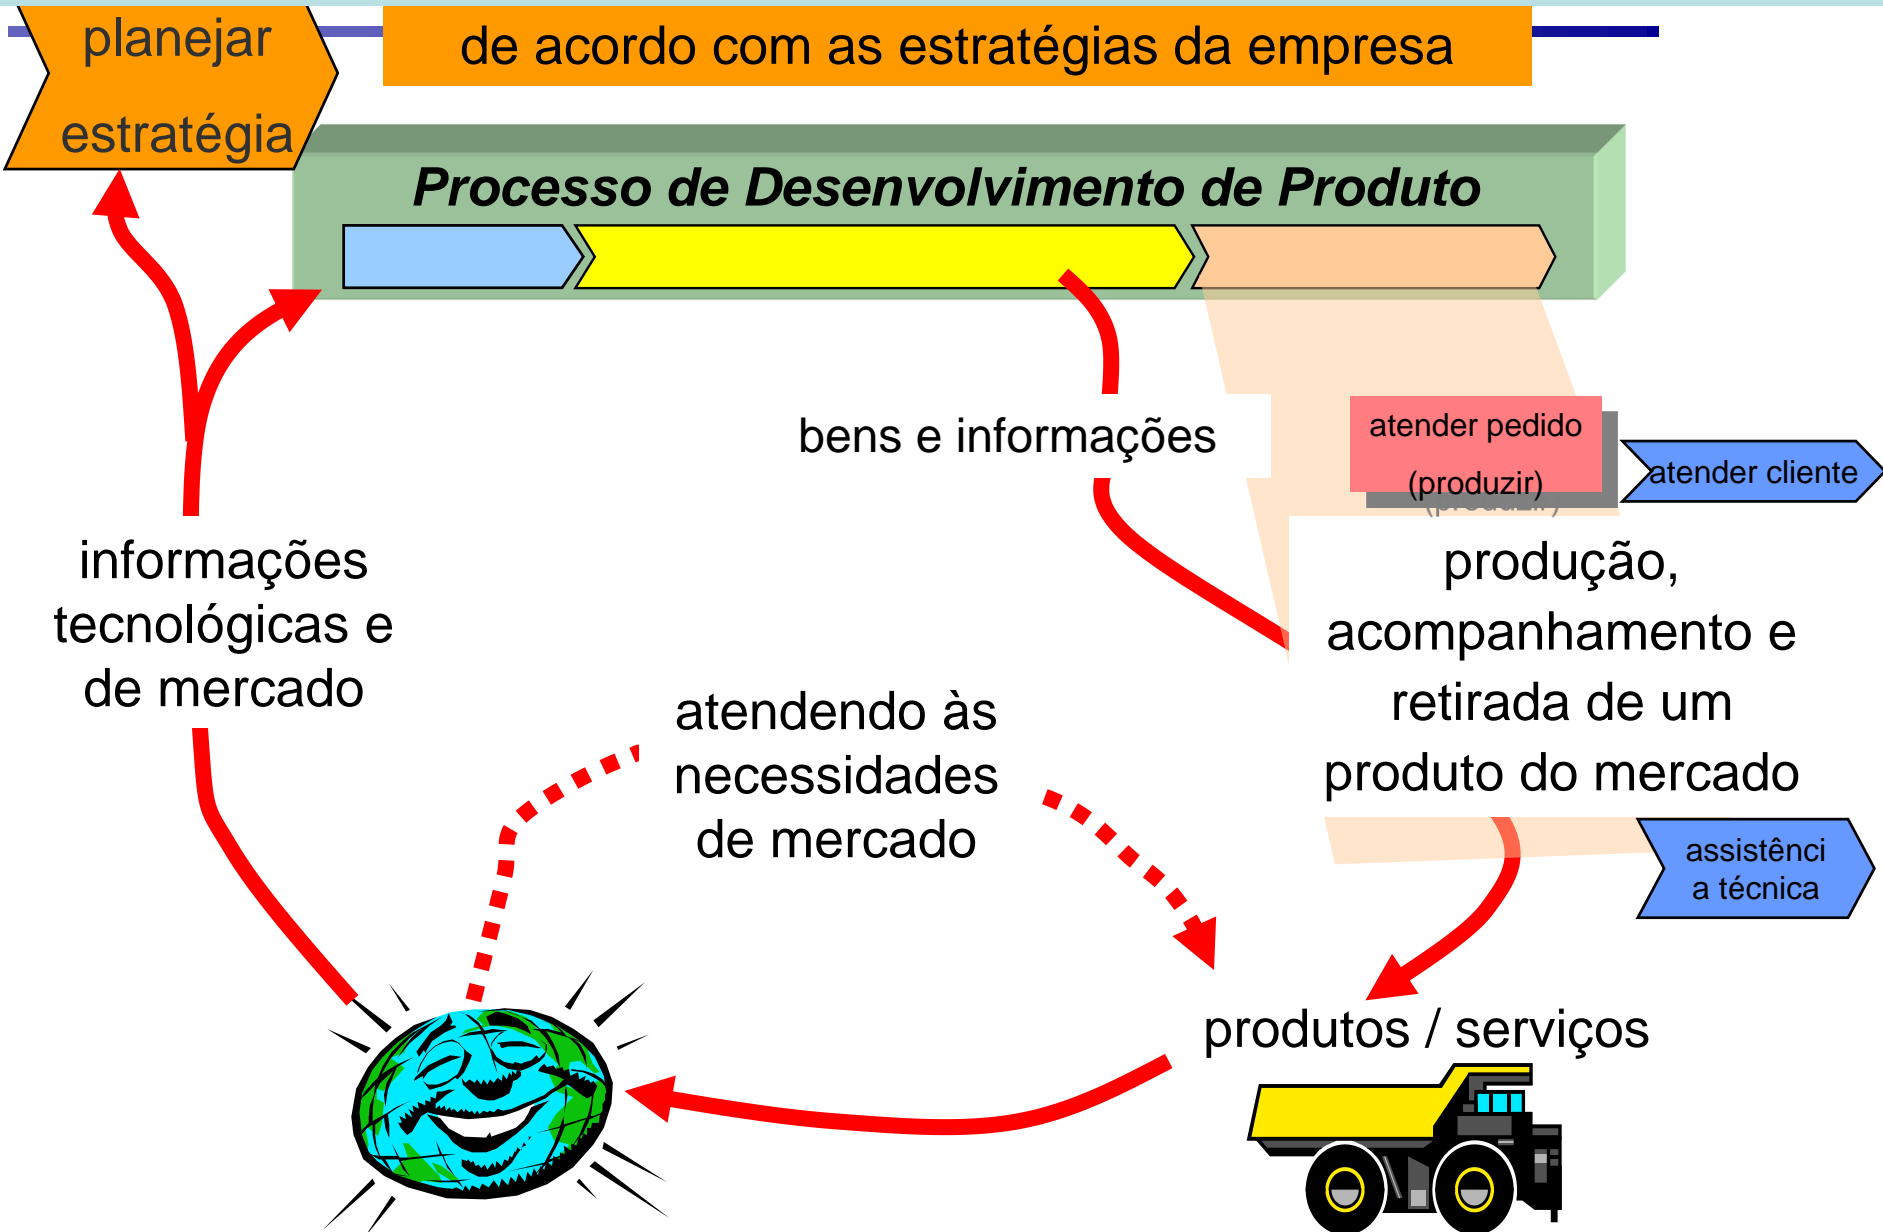 planejar
estratégia
de acordo com as estratégias da empresa
Processo de Desenvolvimento de Produto
bens e informações
atender pedido
(produzir)
(produzir)
atender cliente
informações
tecnológicas e
de mercado
produção,
acompanhamento e
retirada de um
produto do mercado
atendendo às
necessidades
de mercado
assistênci
a técnica
produtos / serviços